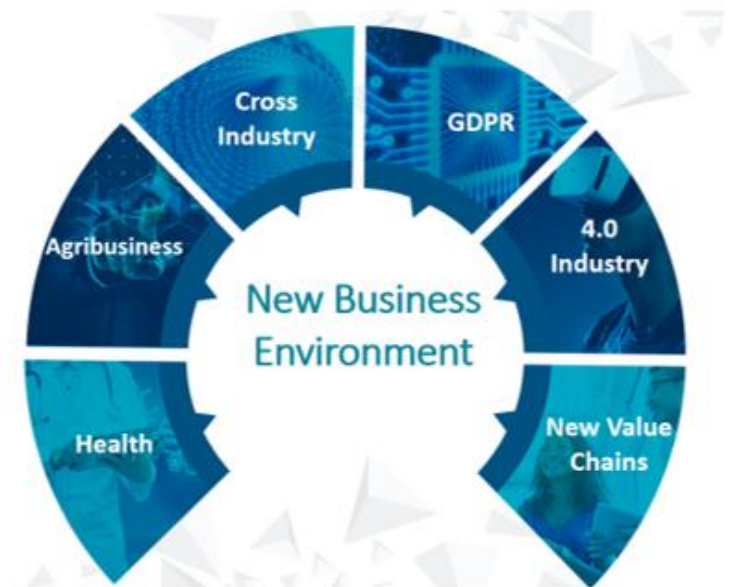 Cross
Industry
GDPR
Agribusiness
4.0
Industry
New Business
Environment
Health
New Value
Chains